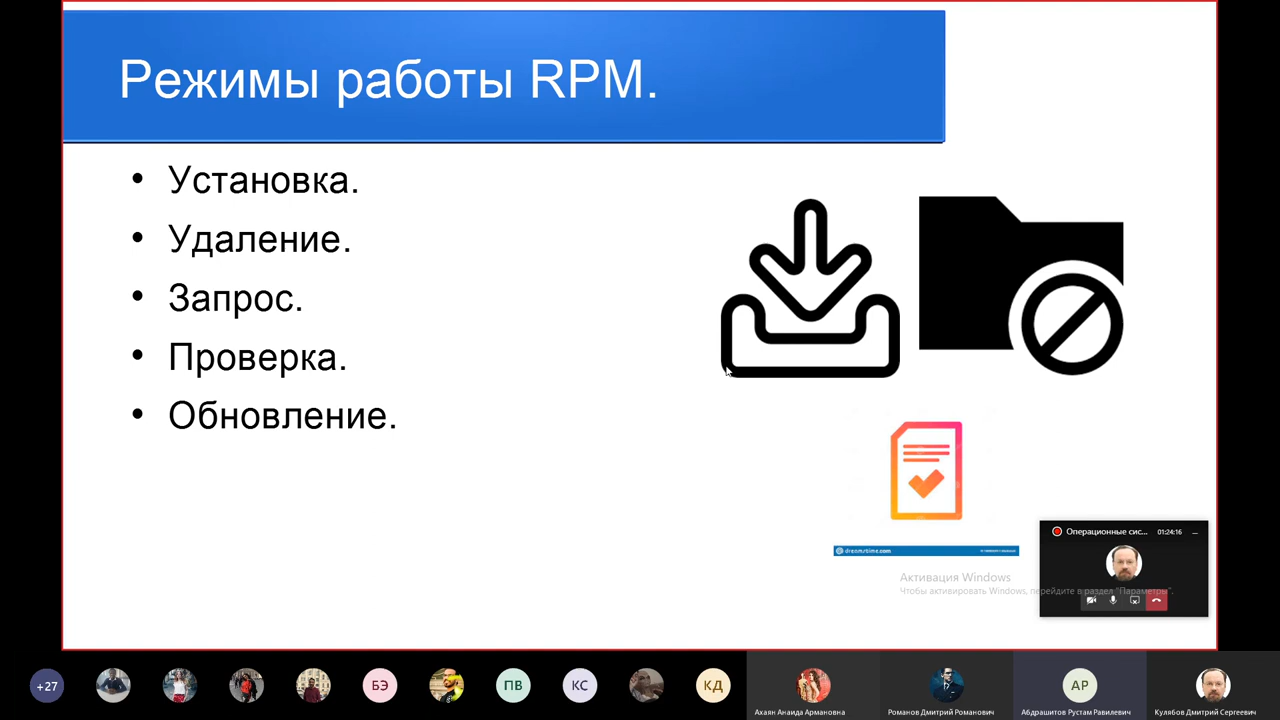 Режимы работы RPM.
• Установка.
• Удаление.
• Запрос.
• Проверка.
• Обновление.
dreamstime.com
Операционные сис... 01:24:16
Активация Windows
Чтобы активировать Windows, перейдите в раздел "Параметры".
+27
БЭ
ПВ
КС
КД
АР
Ахаян Анаида Армановна
Романов Дмитрий Романович
Абдрашитов Рустам Равилевич
Кулябов Дмитрий Сергеевич